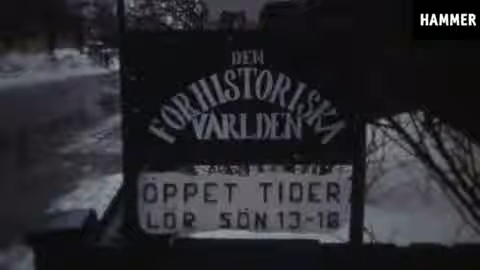 HAMMER
DEN
FÖRHISTORISKA
VÄRLDEN
ÖPPET TIDER
LÖR SÖN 13-16